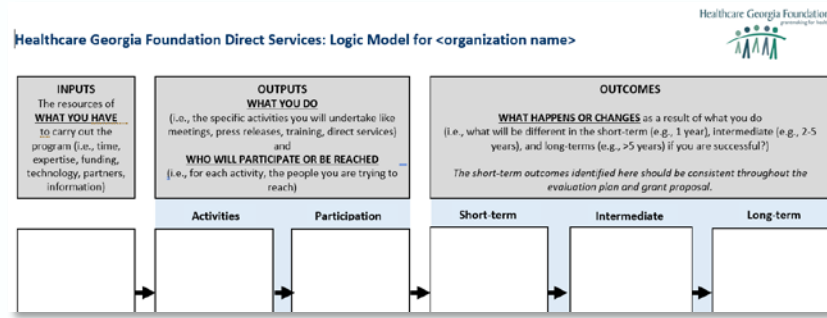 Healthcare Georgia Foundation
grantmaking for health
Healthcare Georgia Foundation Direct Services: Logic Model for <organization name>
INPUTS
The resources of
WHAT YOU HAVE
to carry out the
program (i.e., time,
expertise, funding,
technology, partners,
information)
OUTPUTS
WHAT YOU DO
(i.e., the specific activities you will undertake like
meetings, press releases, training, direct services)
and
WHO WILL PARTICIPATE OR BE REACHED
(i.e., for each activity, the people you are trying to
reach)
OUTCOMES
WHAT HAPPENS OR CHANGES as a result of what you do
(i.e., what will be different in the short-term (e.g., 1 year), intermediate (e.g., 2-5
years), and long-terms (e.g., >5 years) if you are successful?)
The short-term outcomes identified here should be consistent throughout the
evaluation plan and grant proposal.
Activities
Participation
Short-term
Intermediate
Long-term